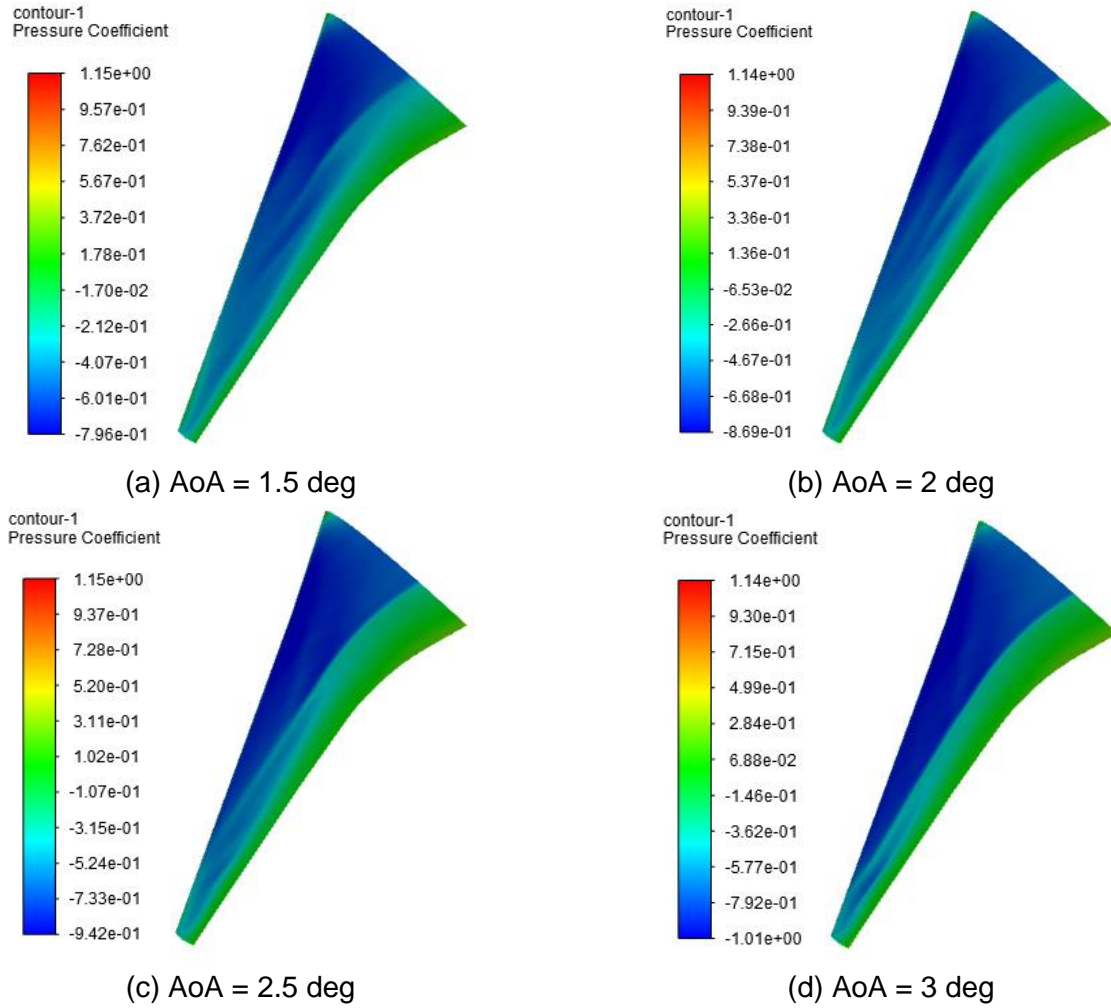 contour-1
Pressure Coefficient
1.15e+00
9.57e-01
7.62e-01
5.67e-01
3.72e-01
1.78e-01
-1.70e-02
-2.12e-01
-4.07e-01
-6.01e-01
-7.96e-01
(a) AoA = 1.5 deg
contour-1
Pressure Coefficient
1.14e+00
9.39e-01
7.38e-01
5.37e-01
3.36e-01
1.36e-01
-6.53e-02
-2.66e-01
-4.67e-01
-6.68e-01
-8.69e-01
(b) AoA = 2 deg
contour-1
Pressure Coefficient
1.15e+00
9.37e-01
7.28e-01
5.20e-01
3.11e-01
1.02e-01
-1.07e-01
-3.15e-01
-5.24e-01
-7.33e-01
-9.42e-01
(c) AoA = 2.5 deg
contour-1
Pressure Coefficient
1.14e+00
9.30e-01
7.15e-01
4.99e-01
2.84e-01
6.88e-02
-1.46e-01
-3.62e-01
-5.77e-01
-7.92e-01
-1.01e+00
(d) AoA = 3 deg